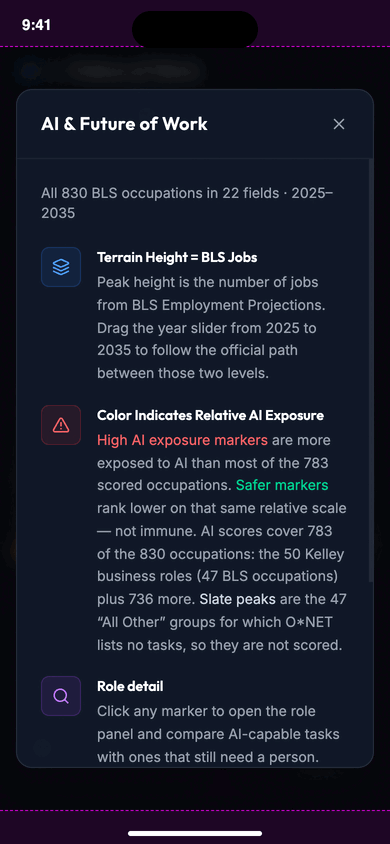 9:41
AI & Future of Work
All 830 BLS occupations in 22 fields · 2025–
2035
Terrain Height = BLS Jobs
Peak height is the number of jobs
from BLS Employment Projections.
Drag the year slider from 2025 to
2035 to follow the official path
between those two levels.
Color Indicates Relative AI Exposure
High AI exposure markers are more
exposed to AI than most of the 783
scored occupations. Safer markers
rank lower on that same relative scale
— not immune. AI scores cover 783
of the 830 occupations: the 50 Kelley
business roles (47 BLS occupations)
plus 736 more. Slate peaks are the 47
“All Other” groups for which O*NET
lists no tasks, so they are not scored.
Role detail
Click any marker to open the role
panel and compare AI-capable tasks
with ones that still need a person.